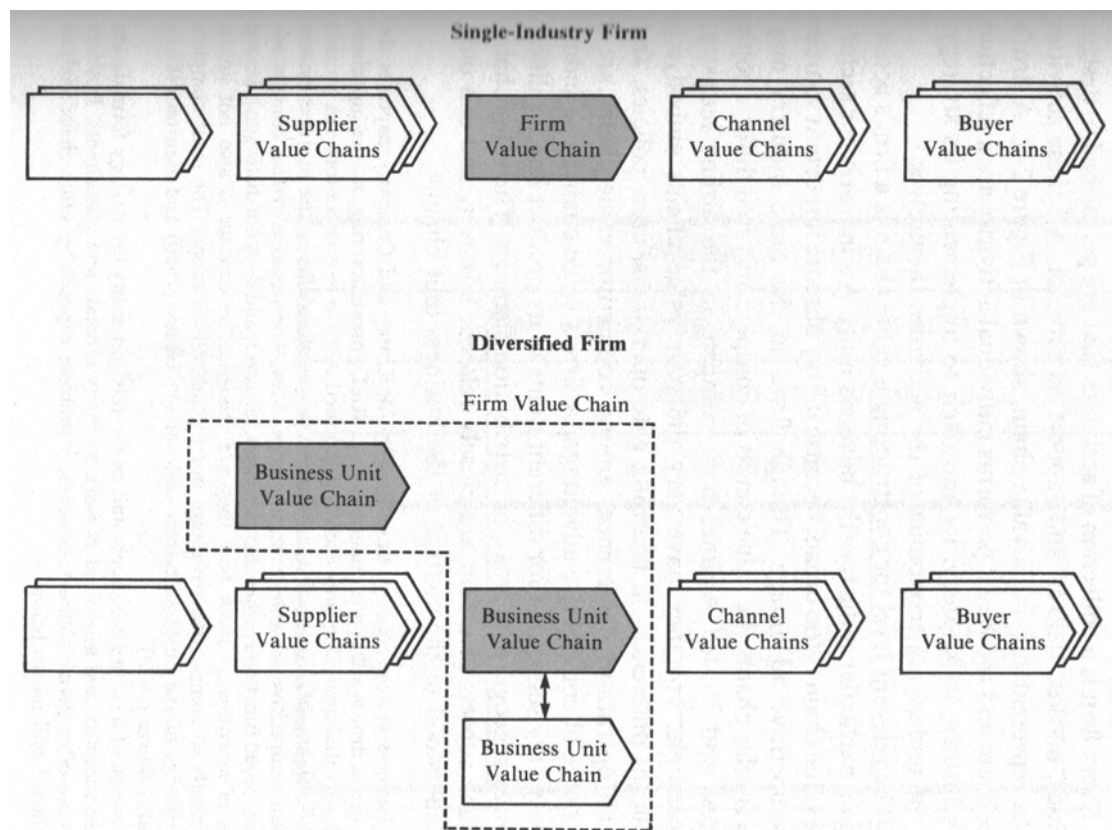 Single-Industry Firm
Supplier
Value Chains
Firm
Value Chain
Channel
Value Chains
Buyer
Value Chains
Diversified Firm
Firm Value Chain
Business Unit
Value Chain
Supplier
Value Chains
Business Unit
Value Chain
Channel
Value Chains
Buyer
Value Chains
Business Unit
Value Chain